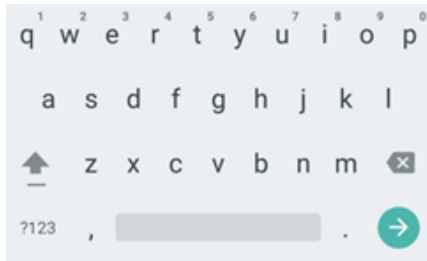 q 1 w 2 e 3 r 4 t 5 y 6 u 7 i 8 o 9 p 0
a s d f g h j k l
z x c v b n m
?123 , .